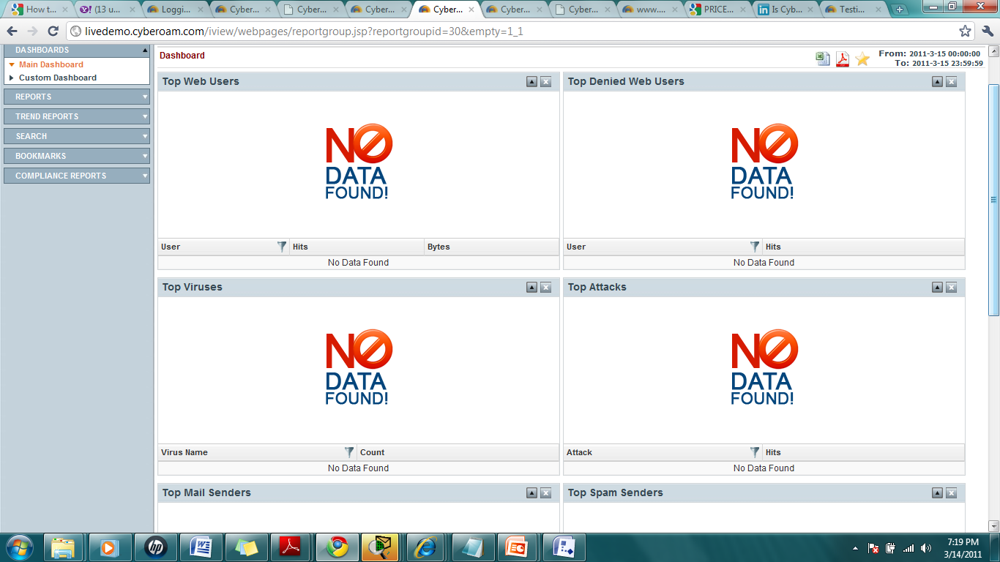 How t...
(13 u...
Loggi...
Cyber...
Cyber...
Cyber...
Cyber...
Cyber...
Cyber...
www....
PRICE...
Is Cyb...
Testi...
livedemo.cyberoam.com/iview/webpages/reportgroup.jsp?reportgroupid=30&empty=1_1
DASHBOARDS
Main Dashboard
Custom Dashboard
REPORTS
TREND REPORTS
SEARCH
BOOKMARKS
COMPLIANCE REPORTS
Dashboard
From: 2011-3-15 00:00:00
To: 2011-3-15 23:59:59
Top Web Users
NO
DATA
FOUND!
User Hits Bytes
No Data Found
Top Denied Web Users
NO
DATA
FOUND!
User Hits
No Data Found
Top Viruses
NO
DATA
FOUND!
Virus Name Count
No Data Found
Top Attacks
NO
DATA
FOUND!
Attack Hits
No Data Found
Top Mail Senders
Top Spam Senders
7:19 PM
3/14/2011